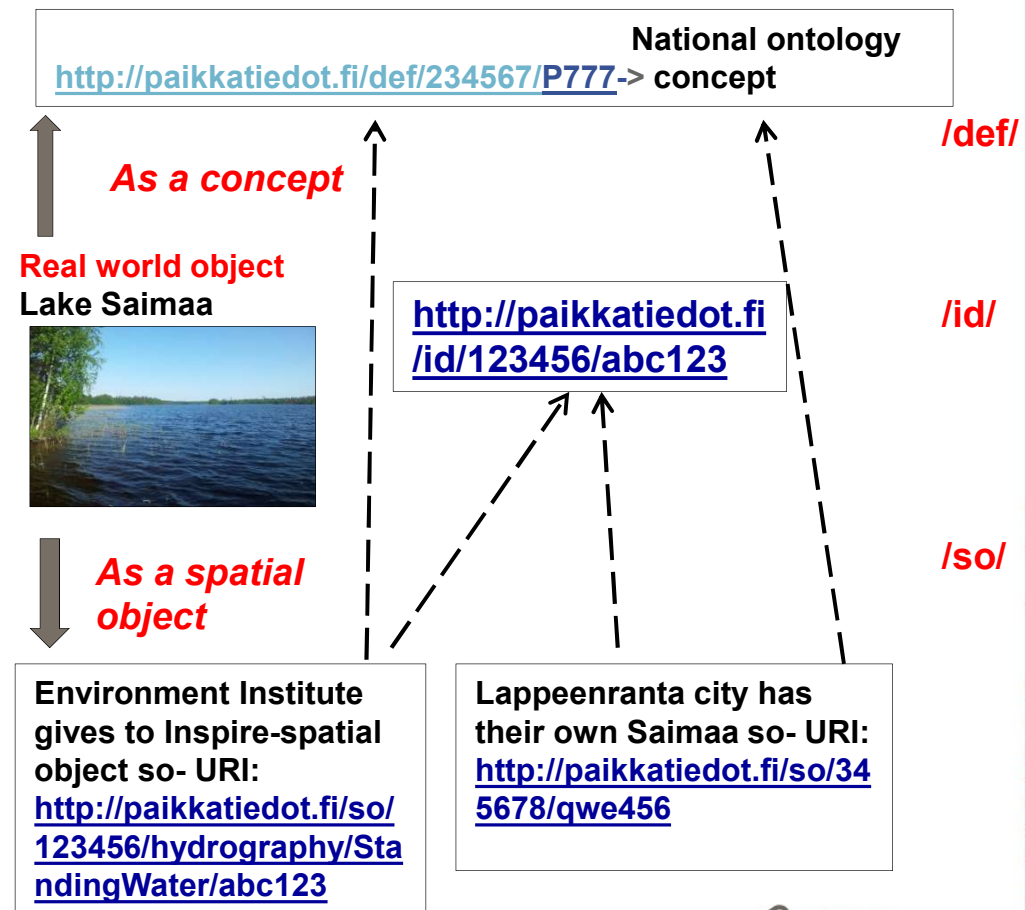 National ontology
http://paikkatiedot.fi/def/234567/P777-> concept
/def/
As a concept
Real world object
Lake Saimaa
http://paikkatiedot.fi
/id/123456/abc123
/id/
/so/
As a spatial
object
Environment Institute
gives to Inspire-spatial
object so- URI:
http://paikkatiedot.fi/so/
123456/hydrography/Sta
ndingWater/abc123
Lappeenranta city has
their own Saimaa so- URI:
http://paikkatiedot.fi/so/34
5678/qwe456